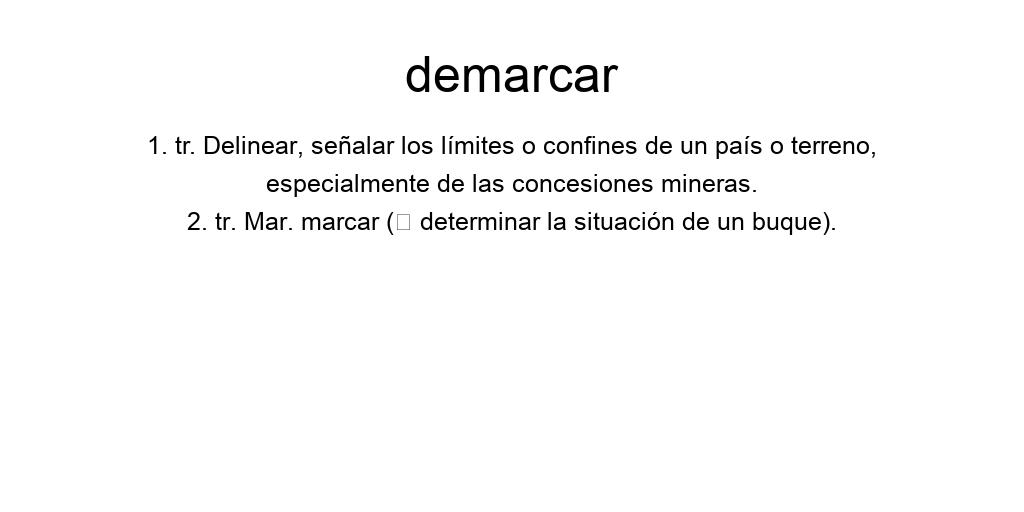 demarcar
1. tr. Delinear, señalar los límites o confines de un país o terreno,
especialmente de las concesiones mineras.
2. tr. Mar. marcar (□ determinar la situación de un buque).